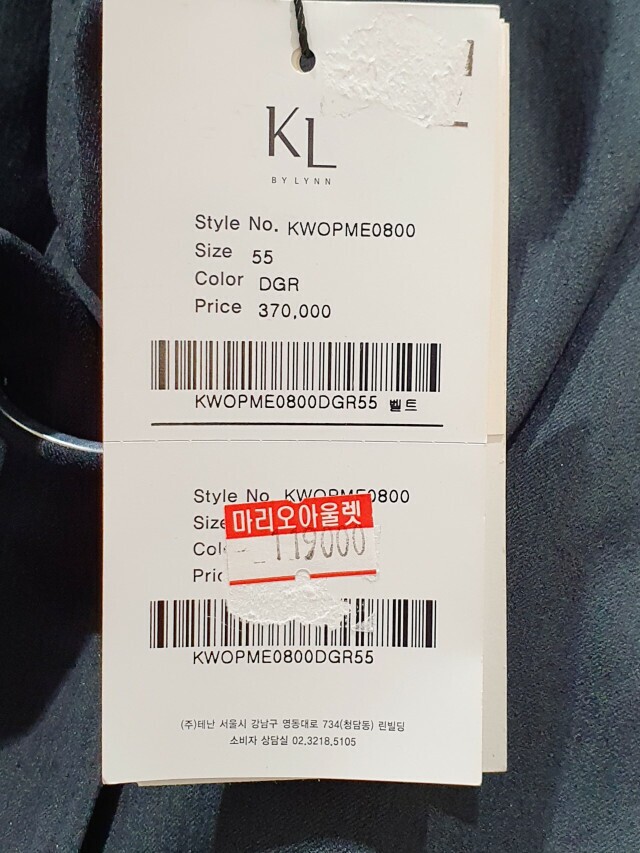 KL
BY LYNN
Style No. KWOPME0800
Size 55
Color DGR
Price 370,000
KWOPME0800DGR55 벨트
Style No. KWOPME0800
Size
마리오아울렛
119000
KWOPME0800DGR55
(주)테난 서울시 강남구 영동대로 734(청담동) 린빌딩
소비자 상담실 02.3218.5105